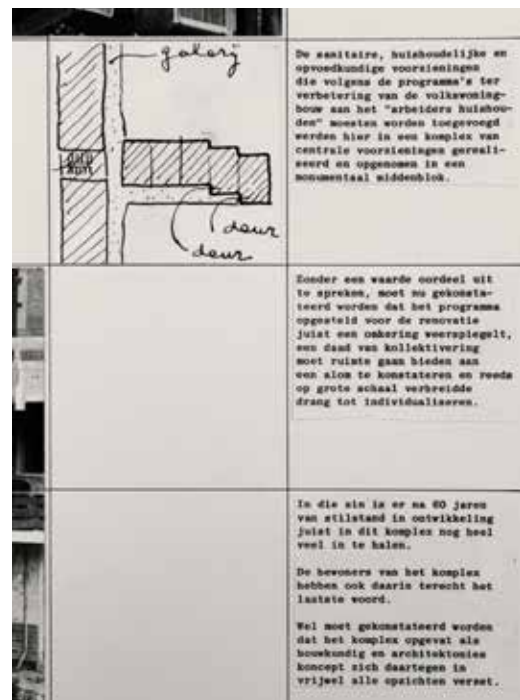 galerij
De sanitaire, huishoudelijke en
opvoedkundige voorzieningen
die volgens de programma's ter
verbetering van de volkswoning-
bouw aan het "arbeiders huishou-
den" moesten worden toegevoegd
werden hier in een komplex van
centrale voorzieningen gereali-
seerd en opgenomen in een
monumentaal middenblok.
deur
deur
Zonder een waarde oordeel uit
te spreken, moet nu gekonsta-
teerd worden dat het programma
opgesteld voor de renovatie
juist een omkering weerspiegelt,
een daad van kollektivering
moet ruimte gaan bieden aan
een alom te konstateren en reeds
op grote schaal verbreidde
drang tot individualiseren.
In die zin is er na 60 jaren
van stilstand in ontwikkeling
juist in dit komplex nog heel
veel in te halen.
De bewoners van het komplex
hebben ook daarin terecht het
laatste woord.
Wel moet gekonstateerd worden
dat het komplex opgevat als
bouwkundig en architektonies
koncept zich daartegen in
vrijwel alle opzichten verzet.